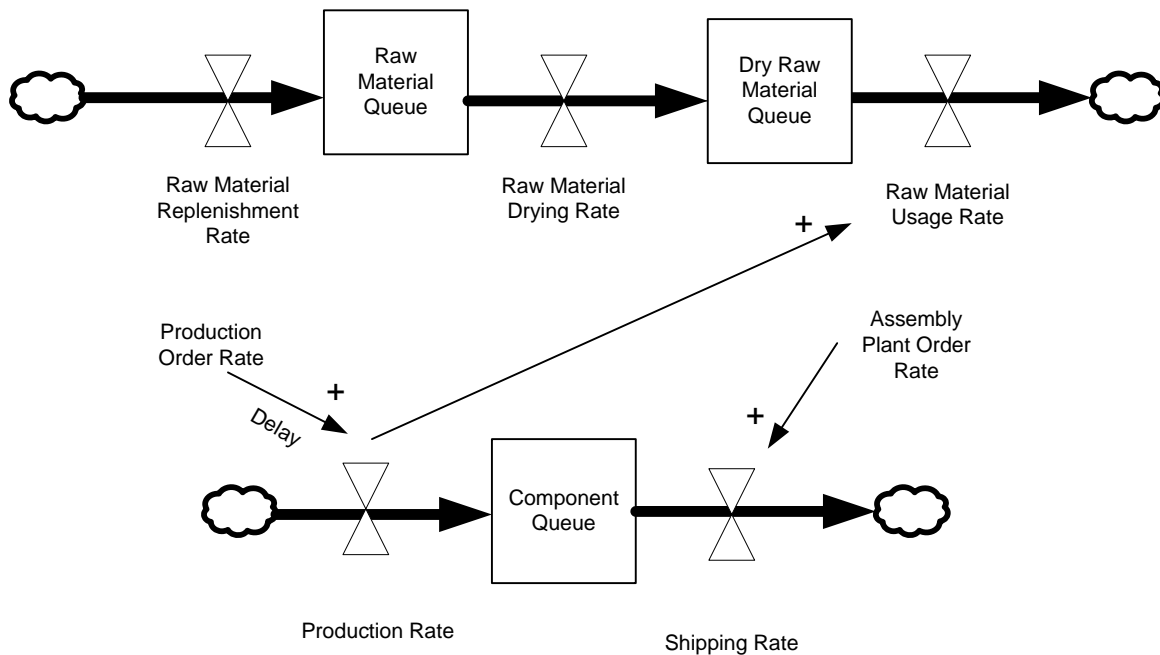 Raw
Material
Queue
Dry Raw
Material
Queue
Raw Material
Replenishment
Rate
Raw Material
Drying Rate
Raw Material
Usage Rate
+
Production
Order Rate
Assembly
Plant Order
Rate
+
Delay
+
Component
Queue
Production Rate
Shipping Rate